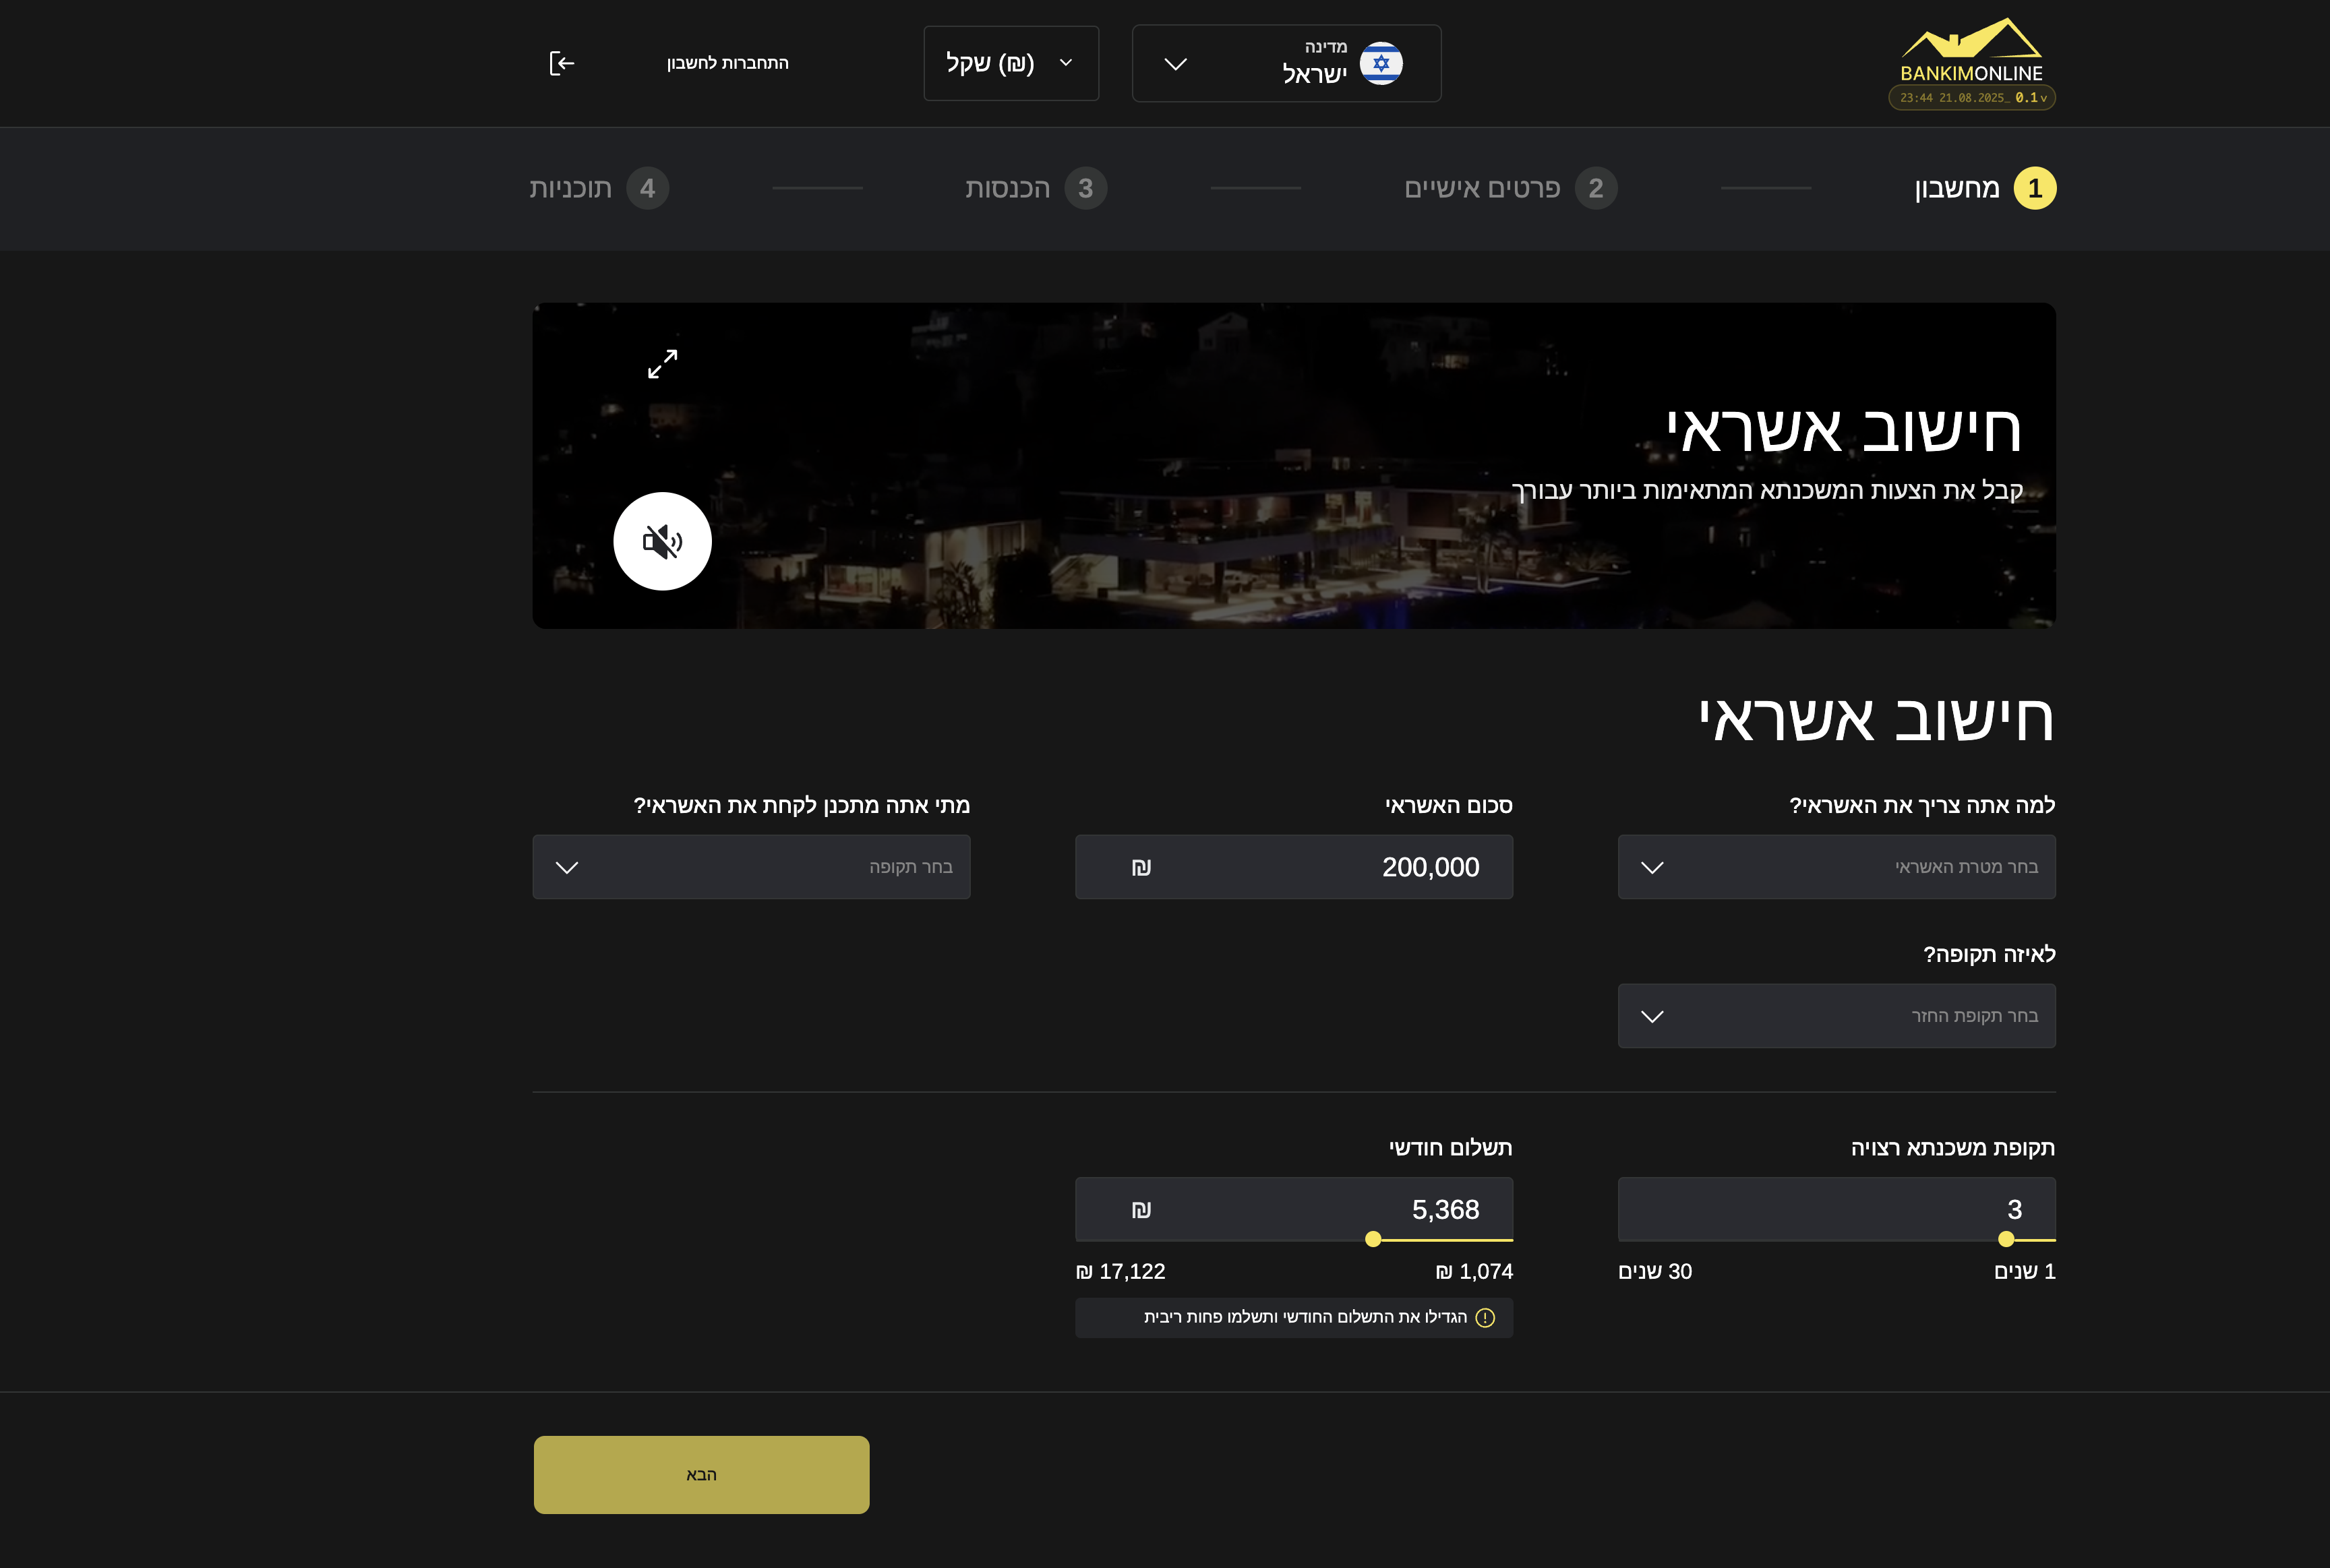 BANKIMONLINE
v 0.1 _21.08.2025 23:44
מדינה
ישראל
שקל (₪)
התחברות לחשבון
1 מחשבון
2 פרטים אישיים
3 הכנסות
4 תוכניות
חישוב אשראי
קבל את הצעות המשכנתא המתאימות ביותר עבורך
חישוב אשראי
למה אתה צריך את האשראי?
בחר מטרת האשראי
סכום האשראי
200,000 ₪
מתי אתה מתכנן לקחת את האשראי?
בחר תקופה
לאיזה תקופה?
בחר תקופת החזר
תקופת משכנתא רצויה
3
1 שנים
30 שנים
תשלום חודשי
5,368 ₪
1,074 ₪
17,122 ₪
הגדילו את התשלום החודשי ותשלמו פחות ריבית
הבא